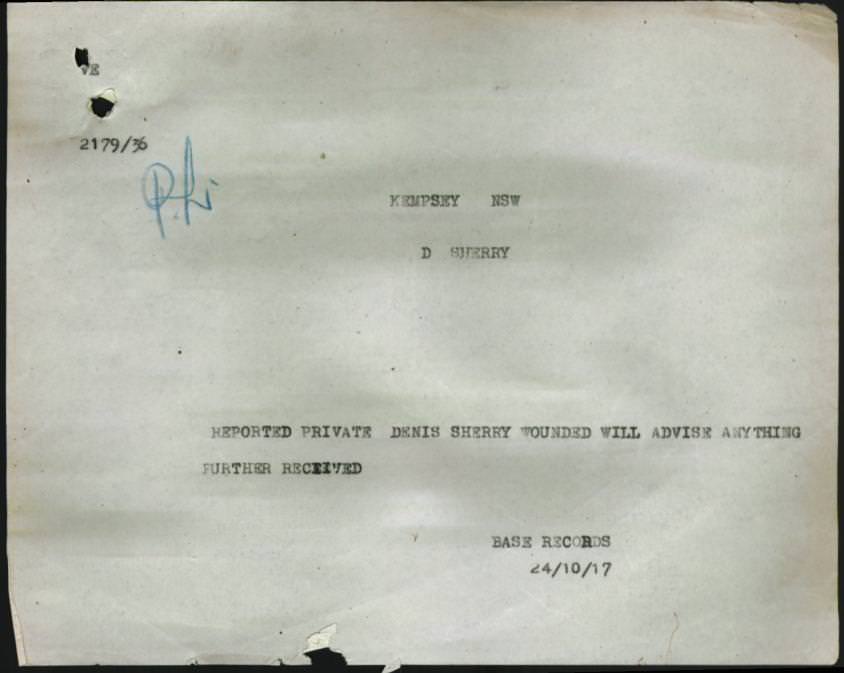 VE
2179/36
KEMPSEY NSW
D SHERRY
REPORTED PRIVATE DENIS SHERRY WOUNDED WILL ADVISE ANYTHING
FURTHER RECEIVED
BASE RECORDS
24/10/17